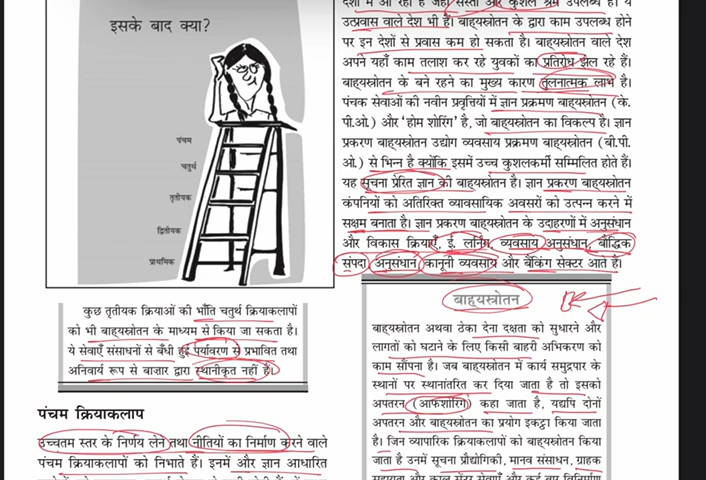 इसके बाद क्या?
पंचम
चतुर्थ
तृतीयक
द्वितीयक
प्राथमिक
कुछ तृतीयक क्रियाओं की भाँति चतुर्थ क्रियाकलापों
को भी बाह्यस्रोतन के माध्यम से किया जा सकता है।
ये सेवाएँ संसाधनों से बँधी हुई पर्यावरण से प्रभावित तथा
अनिवार्य रूप से बाजार द्वारा स्थानीकृत नहीं है।
पंचम क्रियाकलाप
उच्चतम स्तर के निर्णय लेने तथा नीतियों का निर्माण करने वाले
पंचम क्रियाकलापों को निभाते हैं। इनमें और ज्ञान आधारित
देशों में आ रहा है जहाँ सस्ता और कुशल श्रम उपलब्ध है। ये
उत्प्रवास वाले देश भी हैं। बाह्यस्रोतन के द्वारा काम उपलब्ध होने
पर इन देशों से प्रवास कम हो सकता है। बाह्यस्रोतन वाले देश
अपने यहाँ काम तलाश कर रहे युवकों का प्रतिरोध झेल रहे हैं।
बाह्यस्रोतन के बने रहने का मुख्य कारण तुलनात्मक लाभ है।
पंचक सेवाओं की नवीन प्रवृत्तियों में ज्ञान प्रक्रमण बाह्यस्रोतन (के.
पी.ओ.) और 'होम शोरिंग' है, जो बाह्यस्रोतन का विकल्प है। ज्ञान
प्रकरण बाह्यस्रोतन उद्योग व्यवसाय प्रक्रमण बाह्यस्रोतन (बी.पी.
ओ.) से भिन्न है क्योंकि इसमें उच्च कुशलकर्मी सम्मिलित होते हैं।
यह सूचना प्रेरित ज्ञान की बाह्यस्रोतन है। ज्ञान प्रकरण बाह्यस्रोतन
कंपनियों को अतिरिक्त व्यावसायिक अवसरों को उत्पन करने में
सक्षम बनाता है। ज्ञान प्रकरण बाह्यस्रोतन के उदाहरणों में अनुसंधान
और विकास क्रियाएँ, ई. लर्निंग, व्यवसाय अनुसंधान, बौद्धिक
संपदा अनुसंधान, कानूनी व्यवसाय और बैंकिंग सेक्टर आते है।
बाह्यस्रोतन
बाह्यस्रोतन अथवा ठेका देना दक्षता को सुधारने और
लागतों को घटाने के लिए किसी बाहरी अभिकरण को
काम सौंपना है। जब बाह्यस्रोतन में कार्य समुद्रपार के
स्थानों पर स्थानांतरित कर दिया जाता है तो इसको
अपतरन (आफशोरिंग) कहा जाता है, यद्यपि दोनों
अपतरन और बाह्यस्रोतन का प्रयोग इकट्ठा किया जाता
है। जिन व्यापारिक क्रियाकलापों को बाह्यस्रोतन किया
जाता है उनमें सूचना प्रौद्योगिकी, मानव संसाधन, ग्राहक